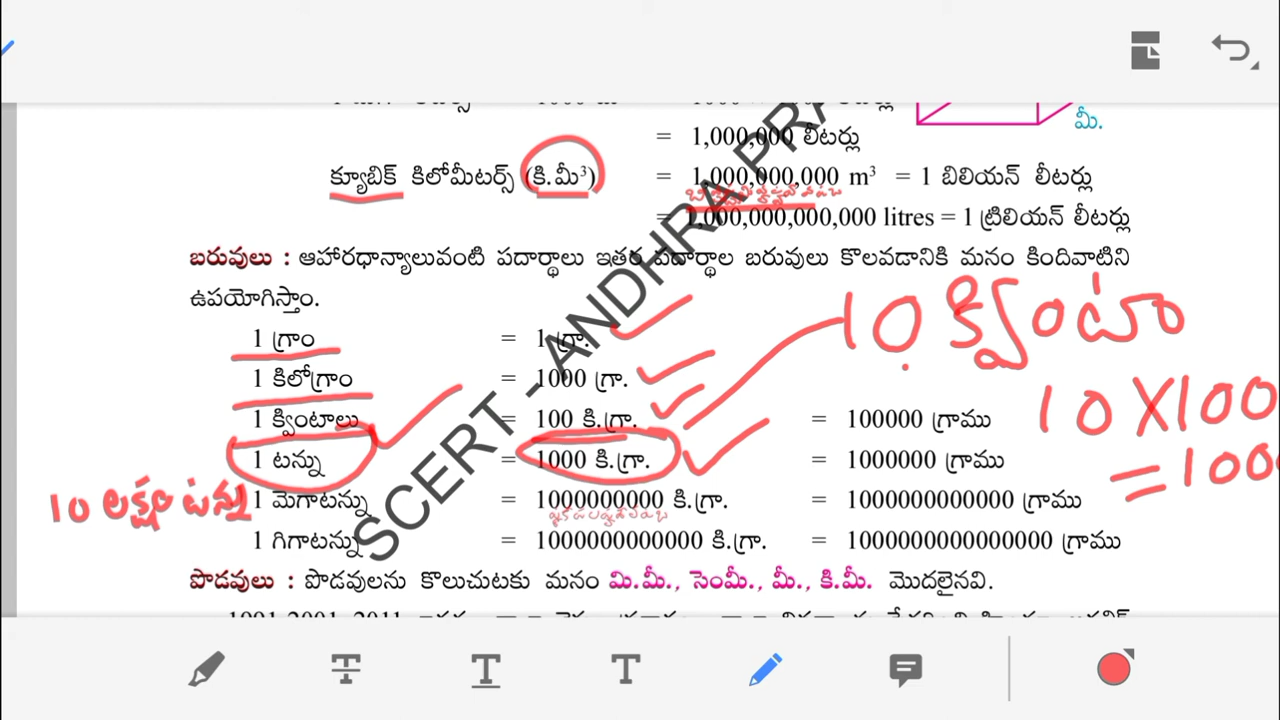 = 1,000,000 లీటర్లు
మీ.
క్యూబిక్ కిలోమీటర్స్ (కి.మీ³) = 1,000,000,000 m³ = 1 బిలియన్ లీటర్లు
= 1,000,000,000,000 litres = 1 ట్రిలియన్ లీటర్లు
బరువులు : ఆహారధాన్యాలువంటి పదార్థాలు ఇతర పదార్థాల బరువులు కొలవడానికి మనం కిందివాటిని
ఉపయోగిస్తాం.
1 గ్రాం = 1 గ్రా.
10 క్వింటా
1 కిలోగ్రాం = 1000 గ్రా.
1 క్వింటాలు = 100 కి.గ్రా. = 100000 గ్రాము
10 X 100
1 టన్ను = 1000 కి.గ్రా. = 1000000 గ్రాము
= 100
10 లక్షల టన్ను
1 మెగాటన్ను = 1000000000 కి.గ్రా. = 1000000000000 గ్రాము
1 గిగాటన్ను = 1000000000000 కి.గ్రా. = 1000000000000000 గ్రాము
పొడవులు : పొడవులను కొలుచుటకు మనం మి.మీ., సెంమీ., మీ., కి.మీ. మొదలైనవి.
SCERT - ANDHRA PRA